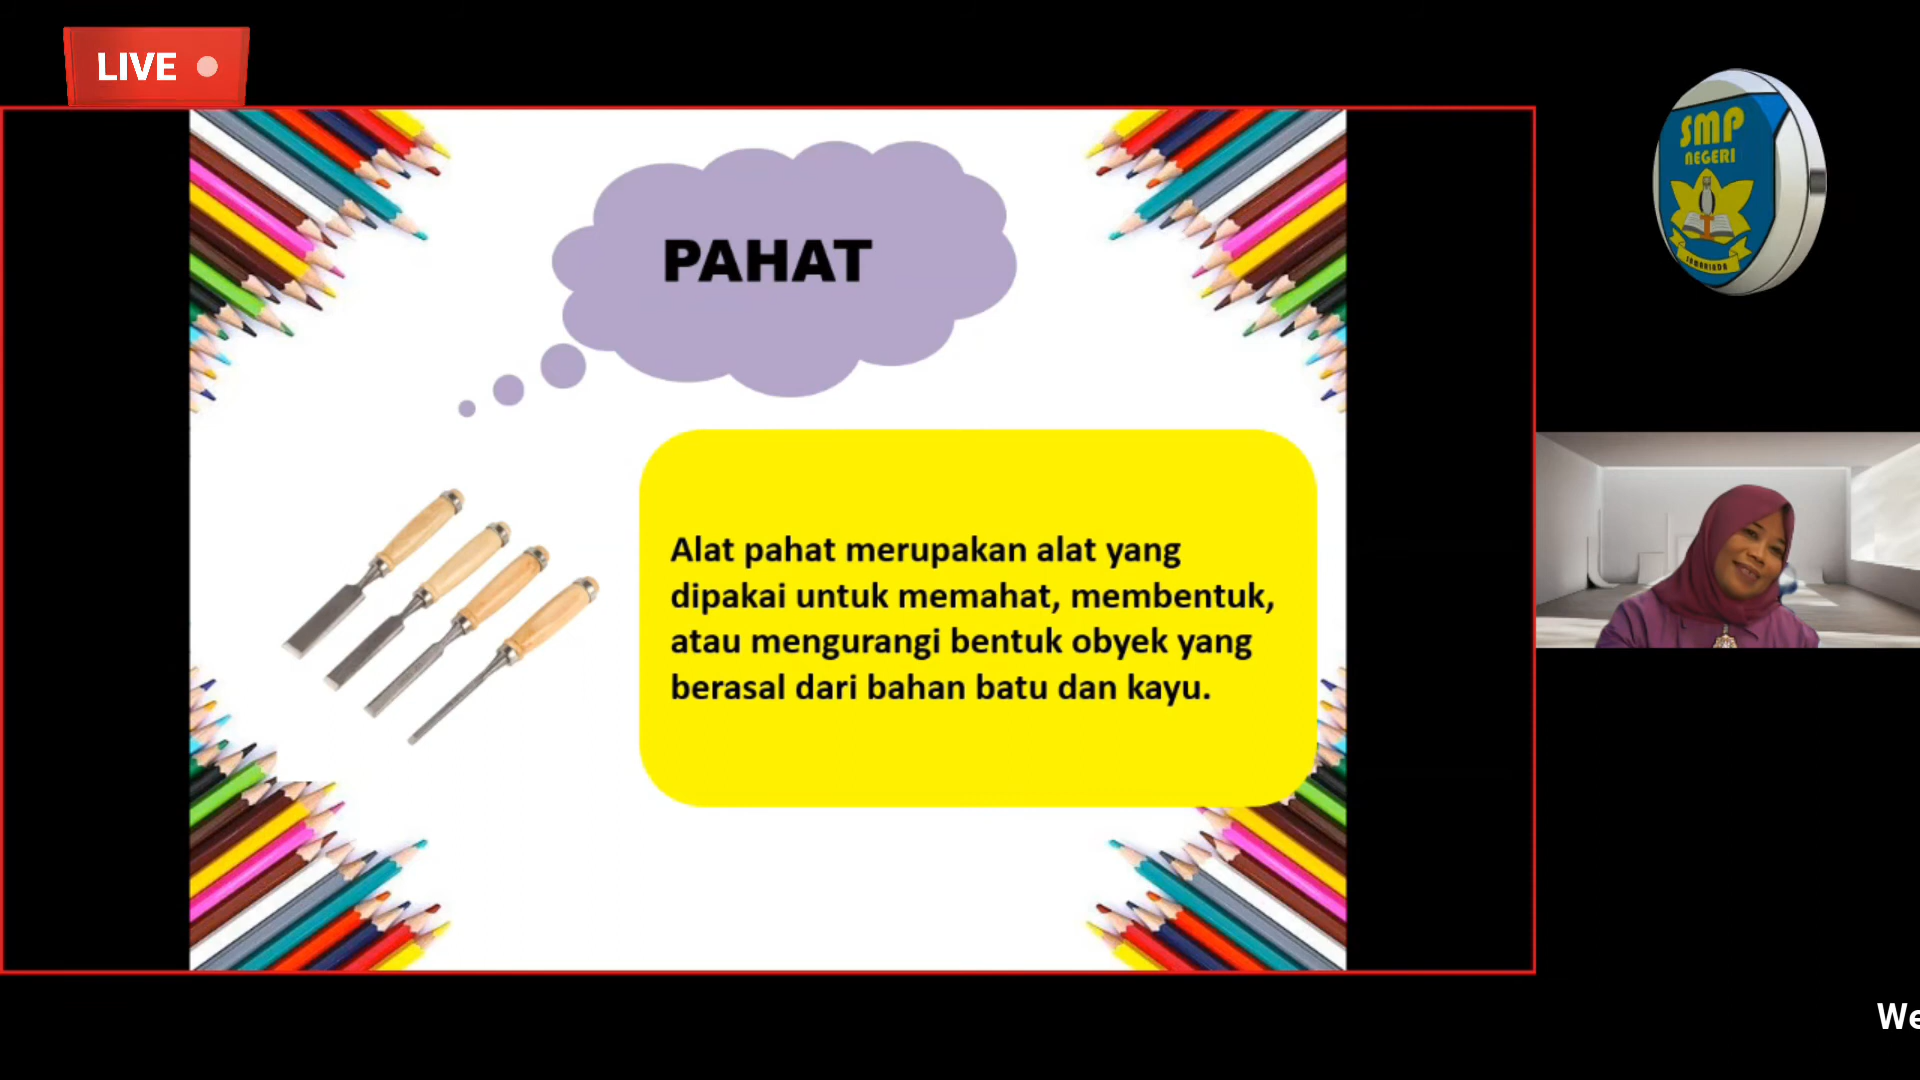 LIVE
SMP
NEGERI
SAMARINDA
PAHAT
Alat pahat merupakan alat yang
dipakai untuk memahat, membentuk,
atau mengurangi bentuk obyek yang
berasal dari bahan batu dan kayu.
We